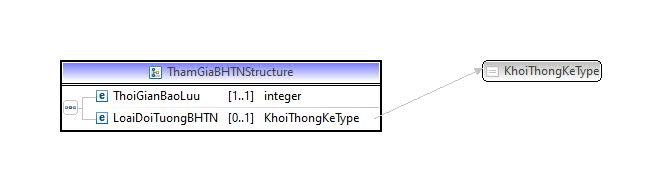 ThamGiaBHTNStructure
ThoiGianBaoLuu [1..1] integer
LoaiDoiTuongBHTN [0..1] KhoiThongKeType
KhoiThongKeType